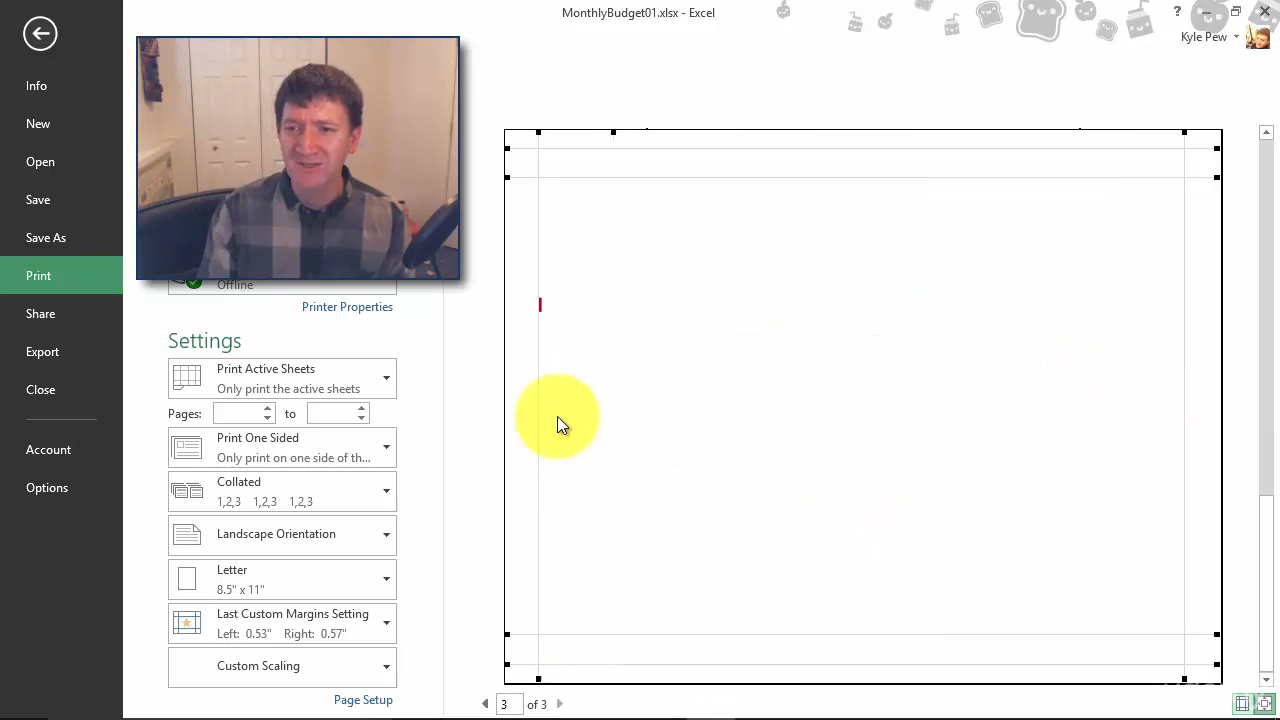 MonthlyBudget01.xlsx - Excel
?
Kyle Pew
Info
New
Open
Save
Save As
Print
Share
Export
Close
Account
Options
Offline
Printer Properties
Settings
Print Active Sheets
Only print the active sheets
Pages: to
Print One Sided
Only print on one side of th...
Collated
1,2,3 1,2,3 1,2,3
Landscape Orientation
Letter
8.5" x 11"
Last Custom Margins Setting
Left: 0.53" Right: 0.57"
Custom Scaling
Page Setup
3 of 3